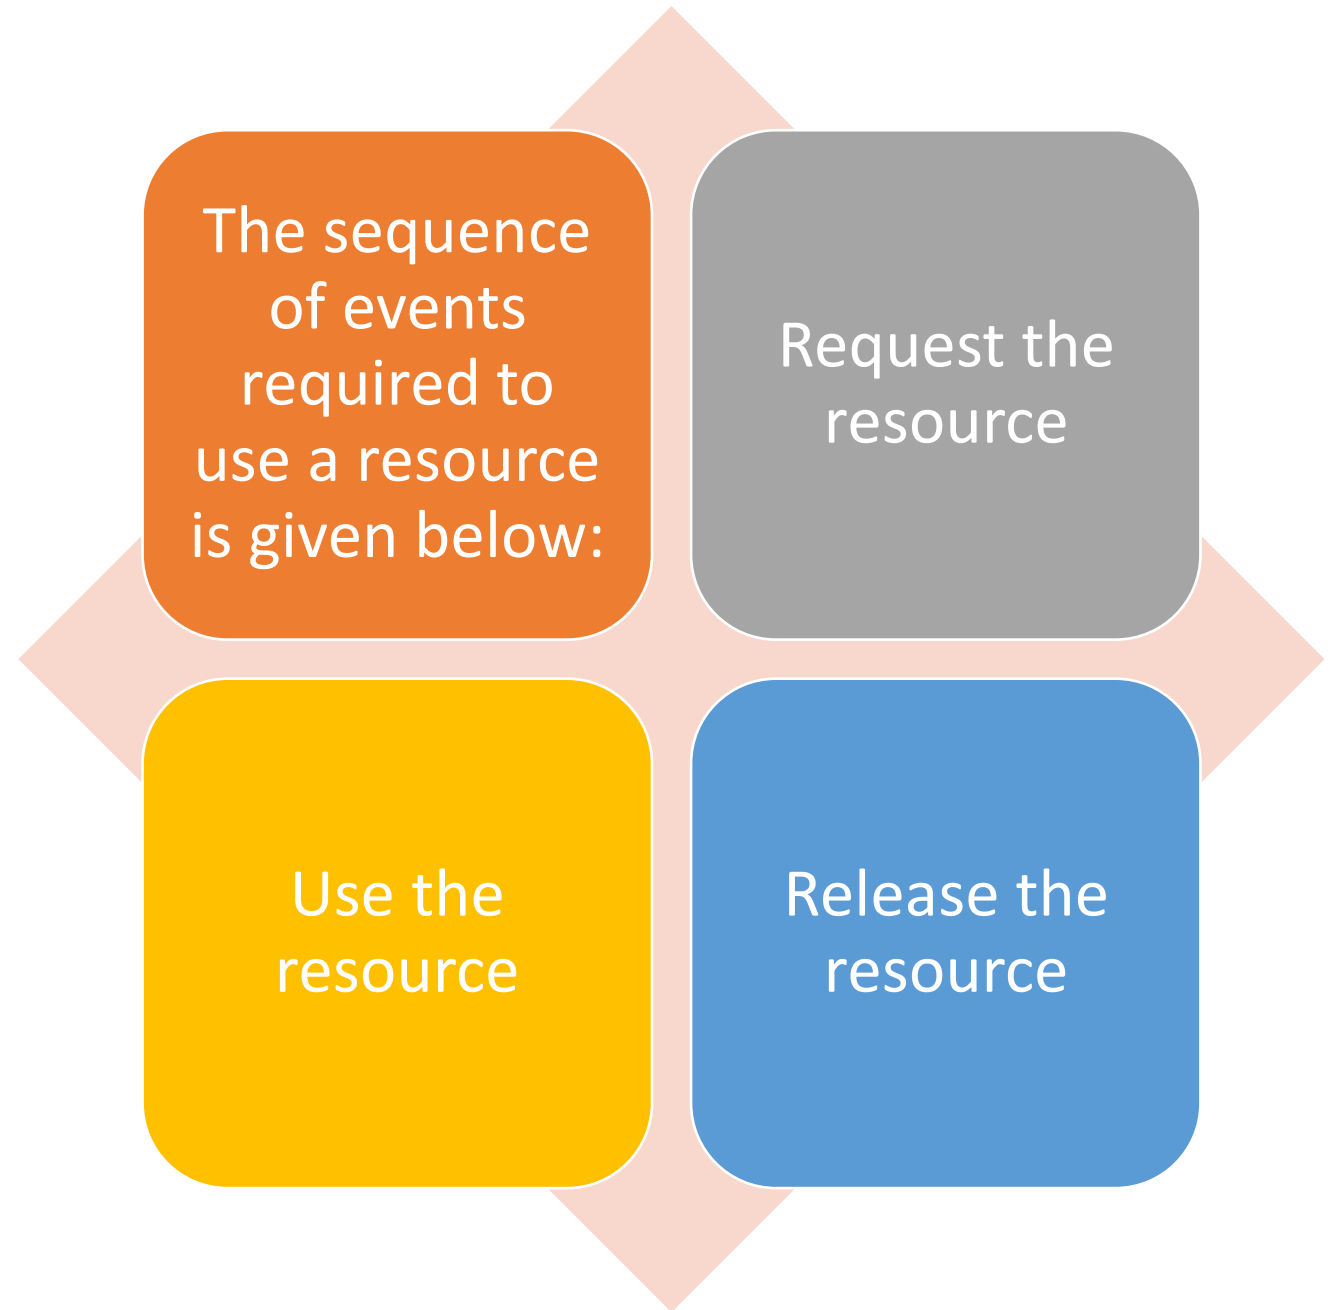 The sequence
of events
required to
use a resource
is given below:
Request the
resource
Use the
resource
Release the
resource